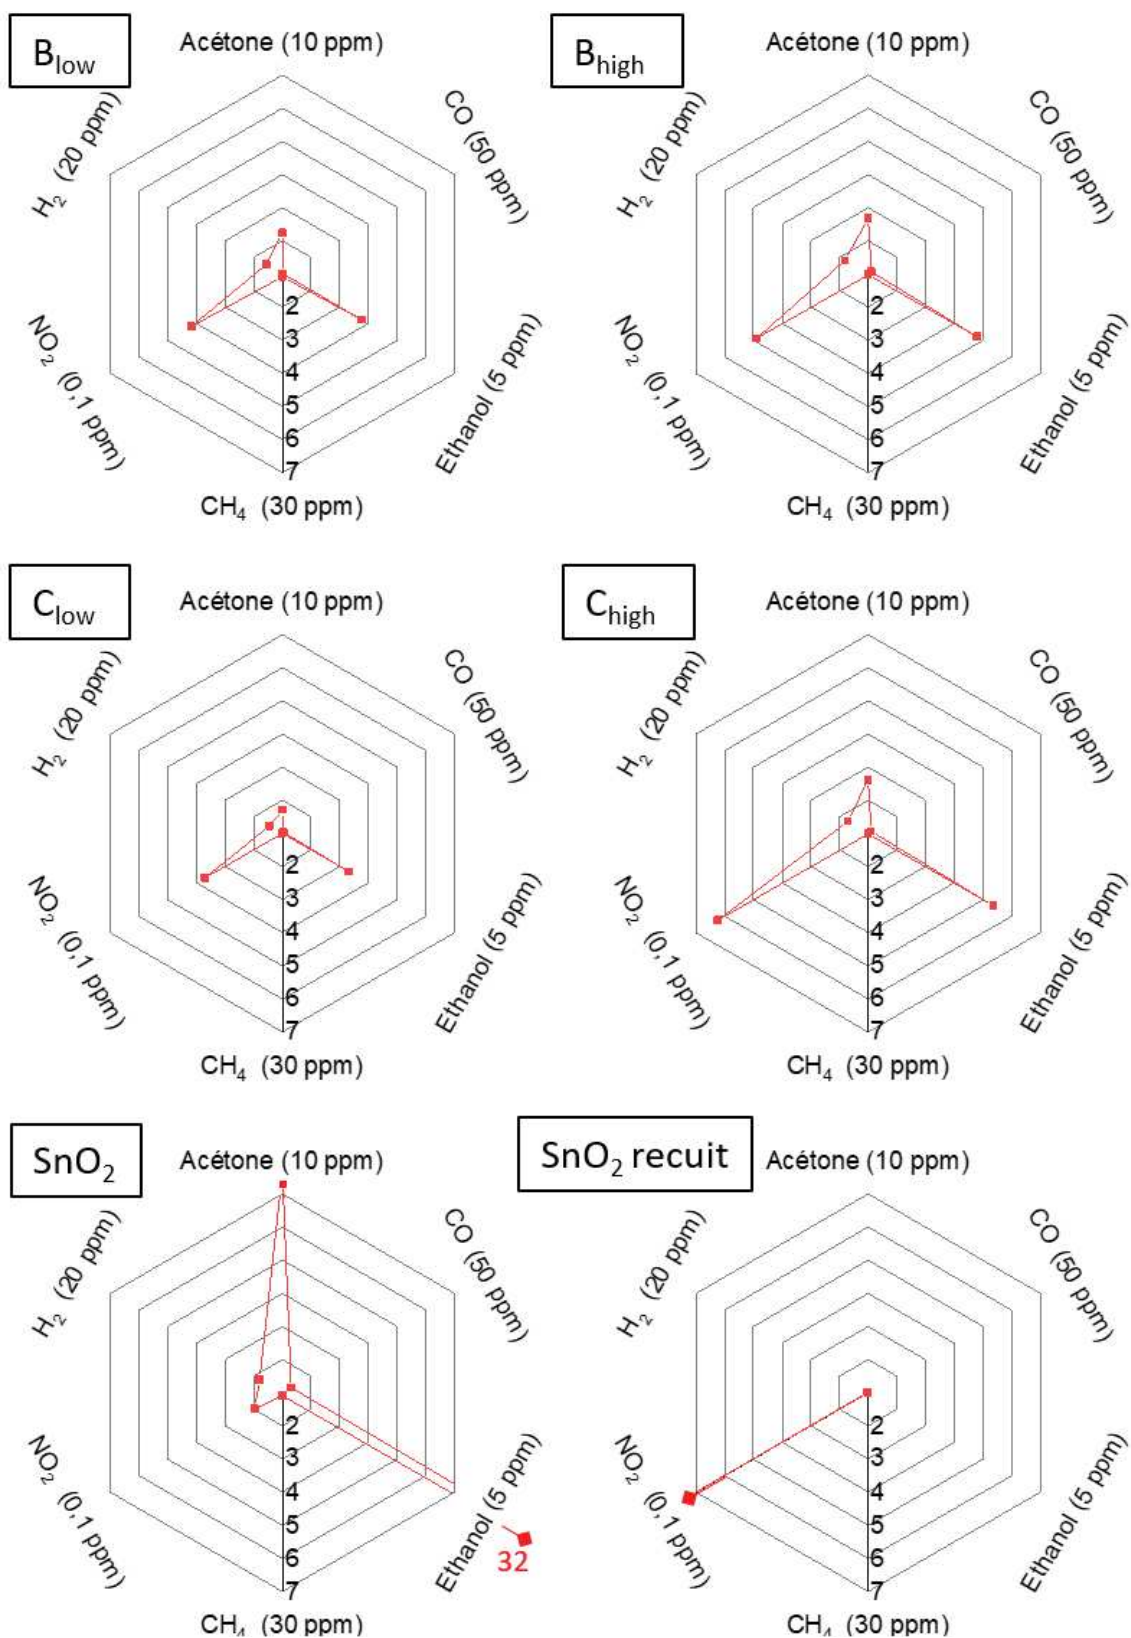 B_low
Acétone (10 ppm)
CO (50 ppm)
Ethanol (5 ppm)
CH₄ (30 ppm)
NO₂ (0,1 ppm)
H₂ (20 ppm)
2
3
4
5
6
7
B_high
Acétone (10 ppm)
CO (50 ppm)
Ethanol (5 ppm)
CH₄ (30 ppm)
NO₂ (0,1 ppm)
H₂ (20 ppm)
2
3
4
5
6
7
C_low
Acétone (10 ppm)
CO (50 ppm)
Ethanol (5 ppm)
CH₄ (30 ppm)
NO₂ (0,1 ppm)
H₂ (20 ppm)
2
3
4
5
6
7
C_high
Acétone (10 ppm)
CO (50 ppm)
Ethanol (5 ppm)
CH₄ (30 ppm)
NO₂ (0,1 ppm)
H₂ (20 ppm)
2
3
4
5
6
7
SnO₂
Acétone (10 ppm)
CO (50 ppm)
Ethanol (5 ppm)
32
CH₄ (30 ppm)
NO₂ (0,1 ppm)
H₂ (20 ppm)
2
3
4
5
6
7
SnO₂ recuit
Acétone (10 ppm)
CO (50 ppm)
Ethanol (5 ppm)
CH₄ (30 ppm)
NO₂ (0,1 ppm)
H₂ (20 ppm)
2
3
4
5
6
7